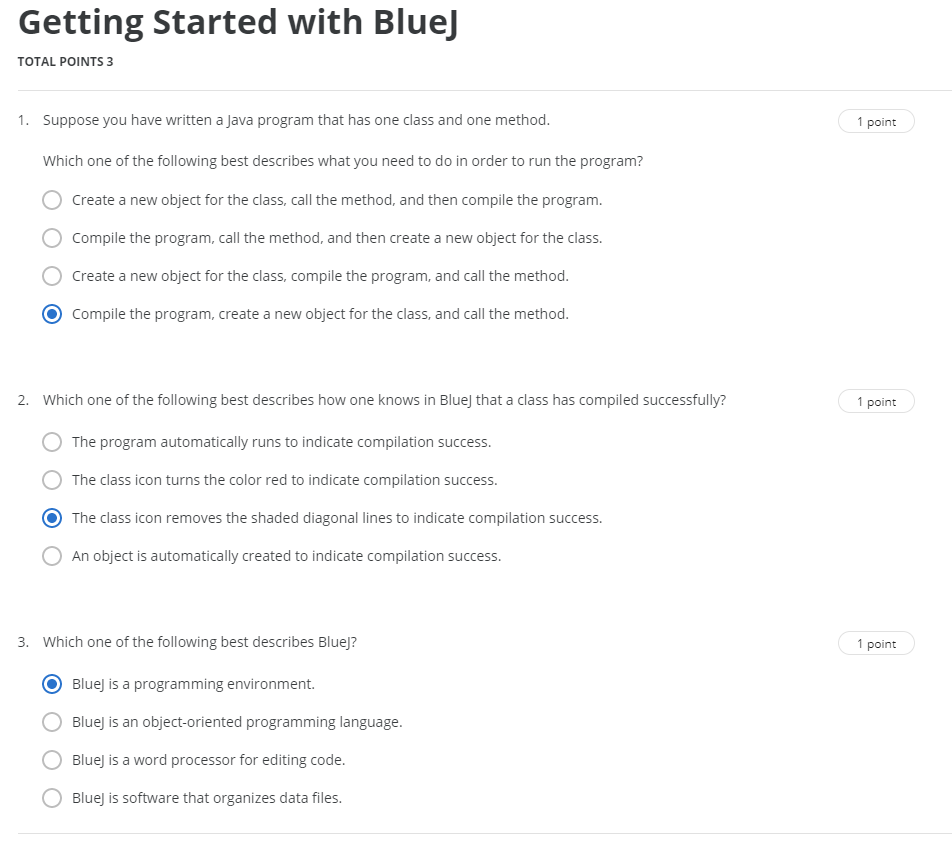 Getting Started with BlueJ
TOTAL POINTS 3
1. Suppose you have written a Java program that has one class and one method.
1 point
Which one of the following best describes what you need to do in order to run the program?
Create a new object for the class, call the method, and then compile the program.
Compile the program, call the method, and then create a new object for the class.
Create a new object for the class, compile the program, and call the method.
Compile the program, create a new object for the class, and call the method.
2. Which one of the following best describes how one knows in BlueJ that a class has compiled successfully?
1 point
The program automatically runs to indicate compilation success.
The class icon turns the color red to indicate compilation success.
The class icon removes the shaded diagonal lines to indicate compilation success.
An object is automatically created to indicate compilation success.
3. Which one of the following best describes BlueJ?
1 point
BlueJ is a programming environment.
BlueJ is an object-oriented programming language.
BlueJ is a word processor for editing code.
BlueJ is software that organizes data files.